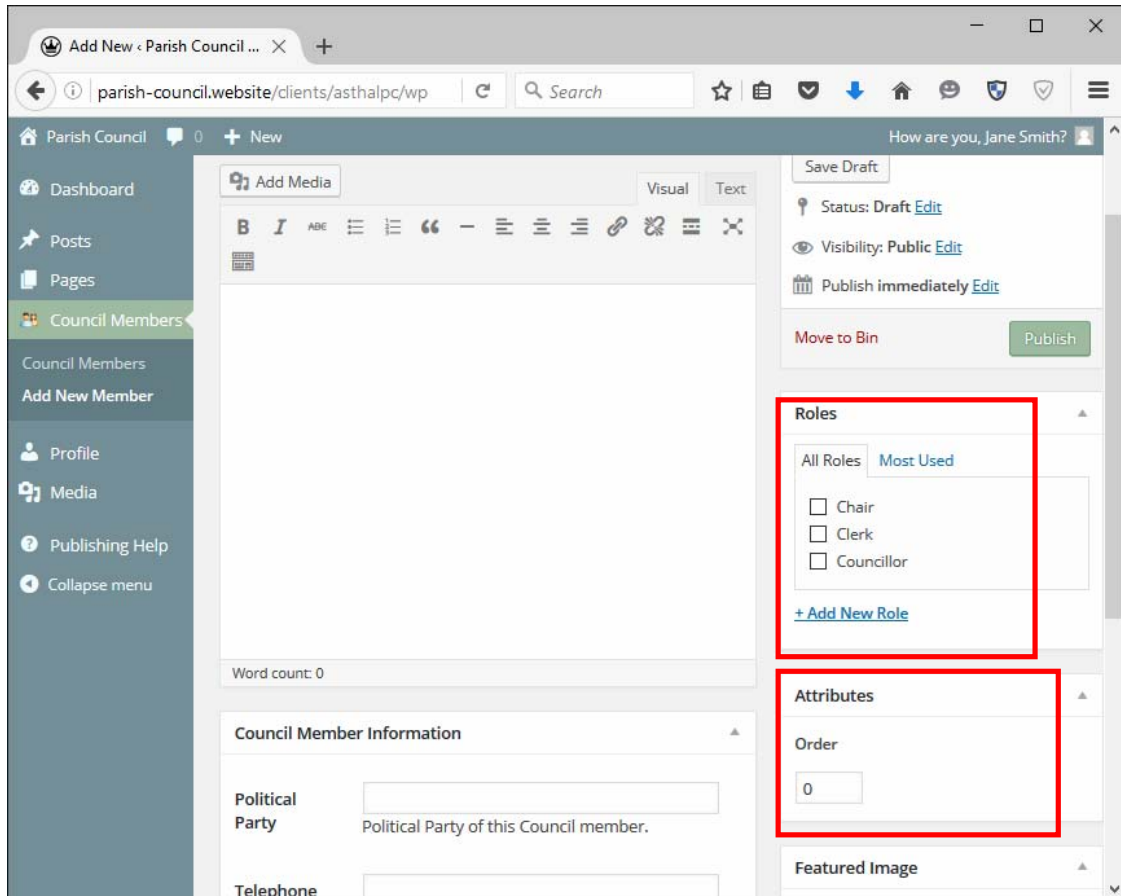 Add New ‹ Parish Council ...
parish-council.website/clients/asthalpc/wp
Search
Parish Council 0 + New
How are you, Jane Smith?
Dashboard
Posts
Pages
Council Members
Council Members
Add New Member
Profile
Media
Publishing Help
Collapse menu
Add Media
Visual Text
B I ABE
Word count: 0
Council Member Information
Political
Party
Political Party of this Council member.
Telephone
Save Draft
Status: Draft Edit
Visibility: Public Edit
Publish immediately Edit
Move to Bin
Publish
Roles
All Roles Most Used
Chair
Clerk
Councillor
+ Add New Role
Attributes
Order
0
Featured Image